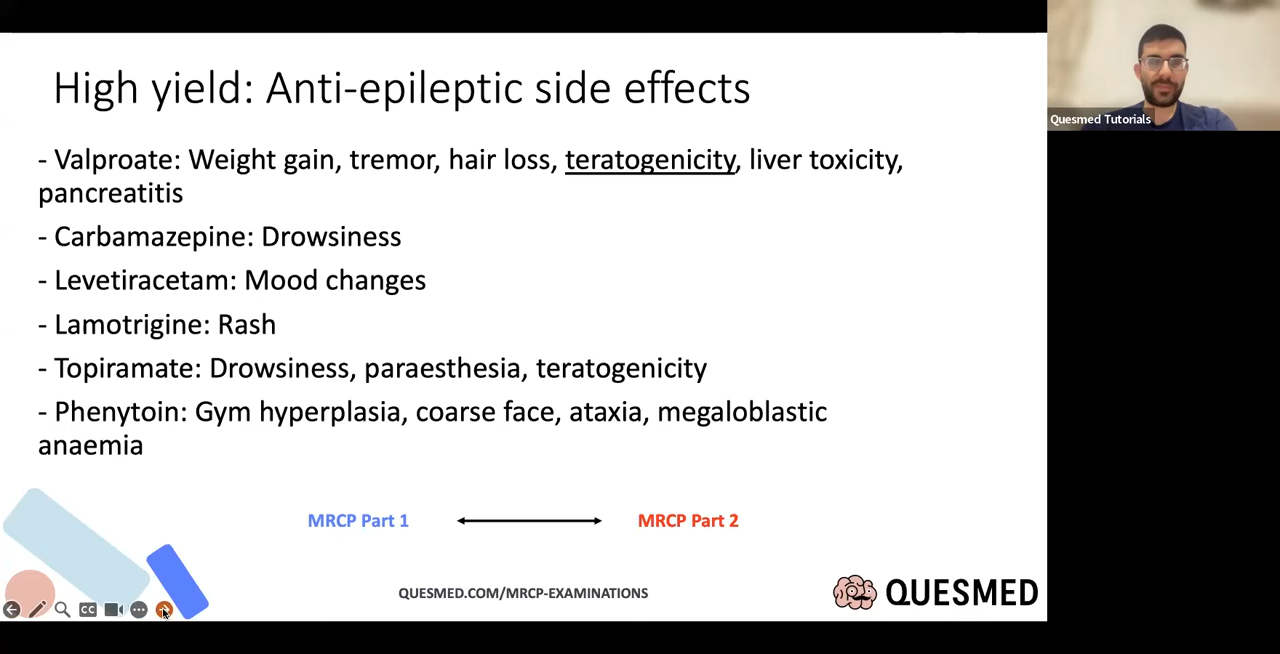 High yield: Anti-epileptic side effects
Quesmed Tutorials
- Valproate: Weight gain, tremor, hair loss, teratogenicity, liver toxicity,
pancreatitis
- Carbamazepine: Drowsiness
- Levetiracetam: Mood changes
- Lamotrigine: Rash
- Topiramate: Drowsiness, paraesthesia, teratogenicity
- Phenytoin: Gym hyperplasia, coarse face, ataxia, megaloblastic
anaemia
MRCP Part 1
MRCP Part 2
QUESMED.COM/MRCP-EXAMINATIONS
QUESMED
CC